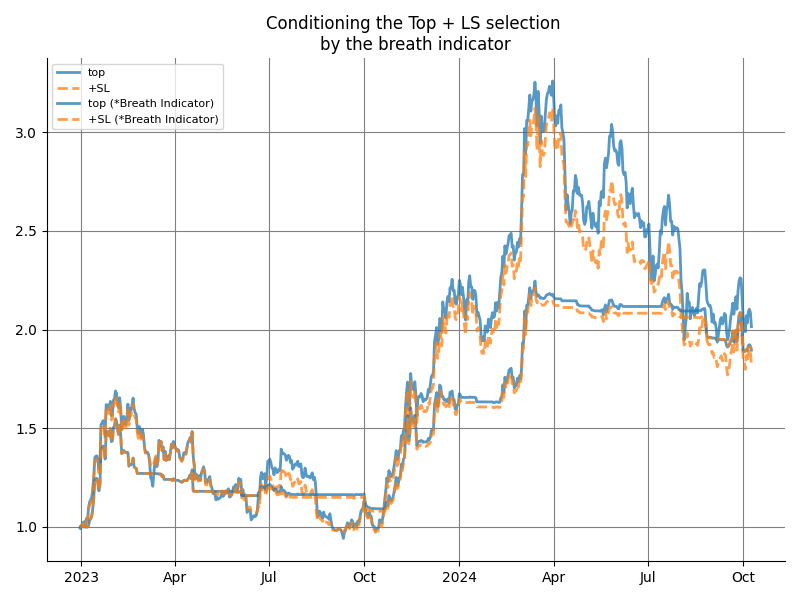 Conditioning the Top + LS selection
by the breath indicator
top
+SL
top (*Breath Indicator)
+SL (*Breath Indicator)
3.0
2.5
2.0
1.5
1.0
2023 Apr Jul Oct 2024 Apr Jul Oct